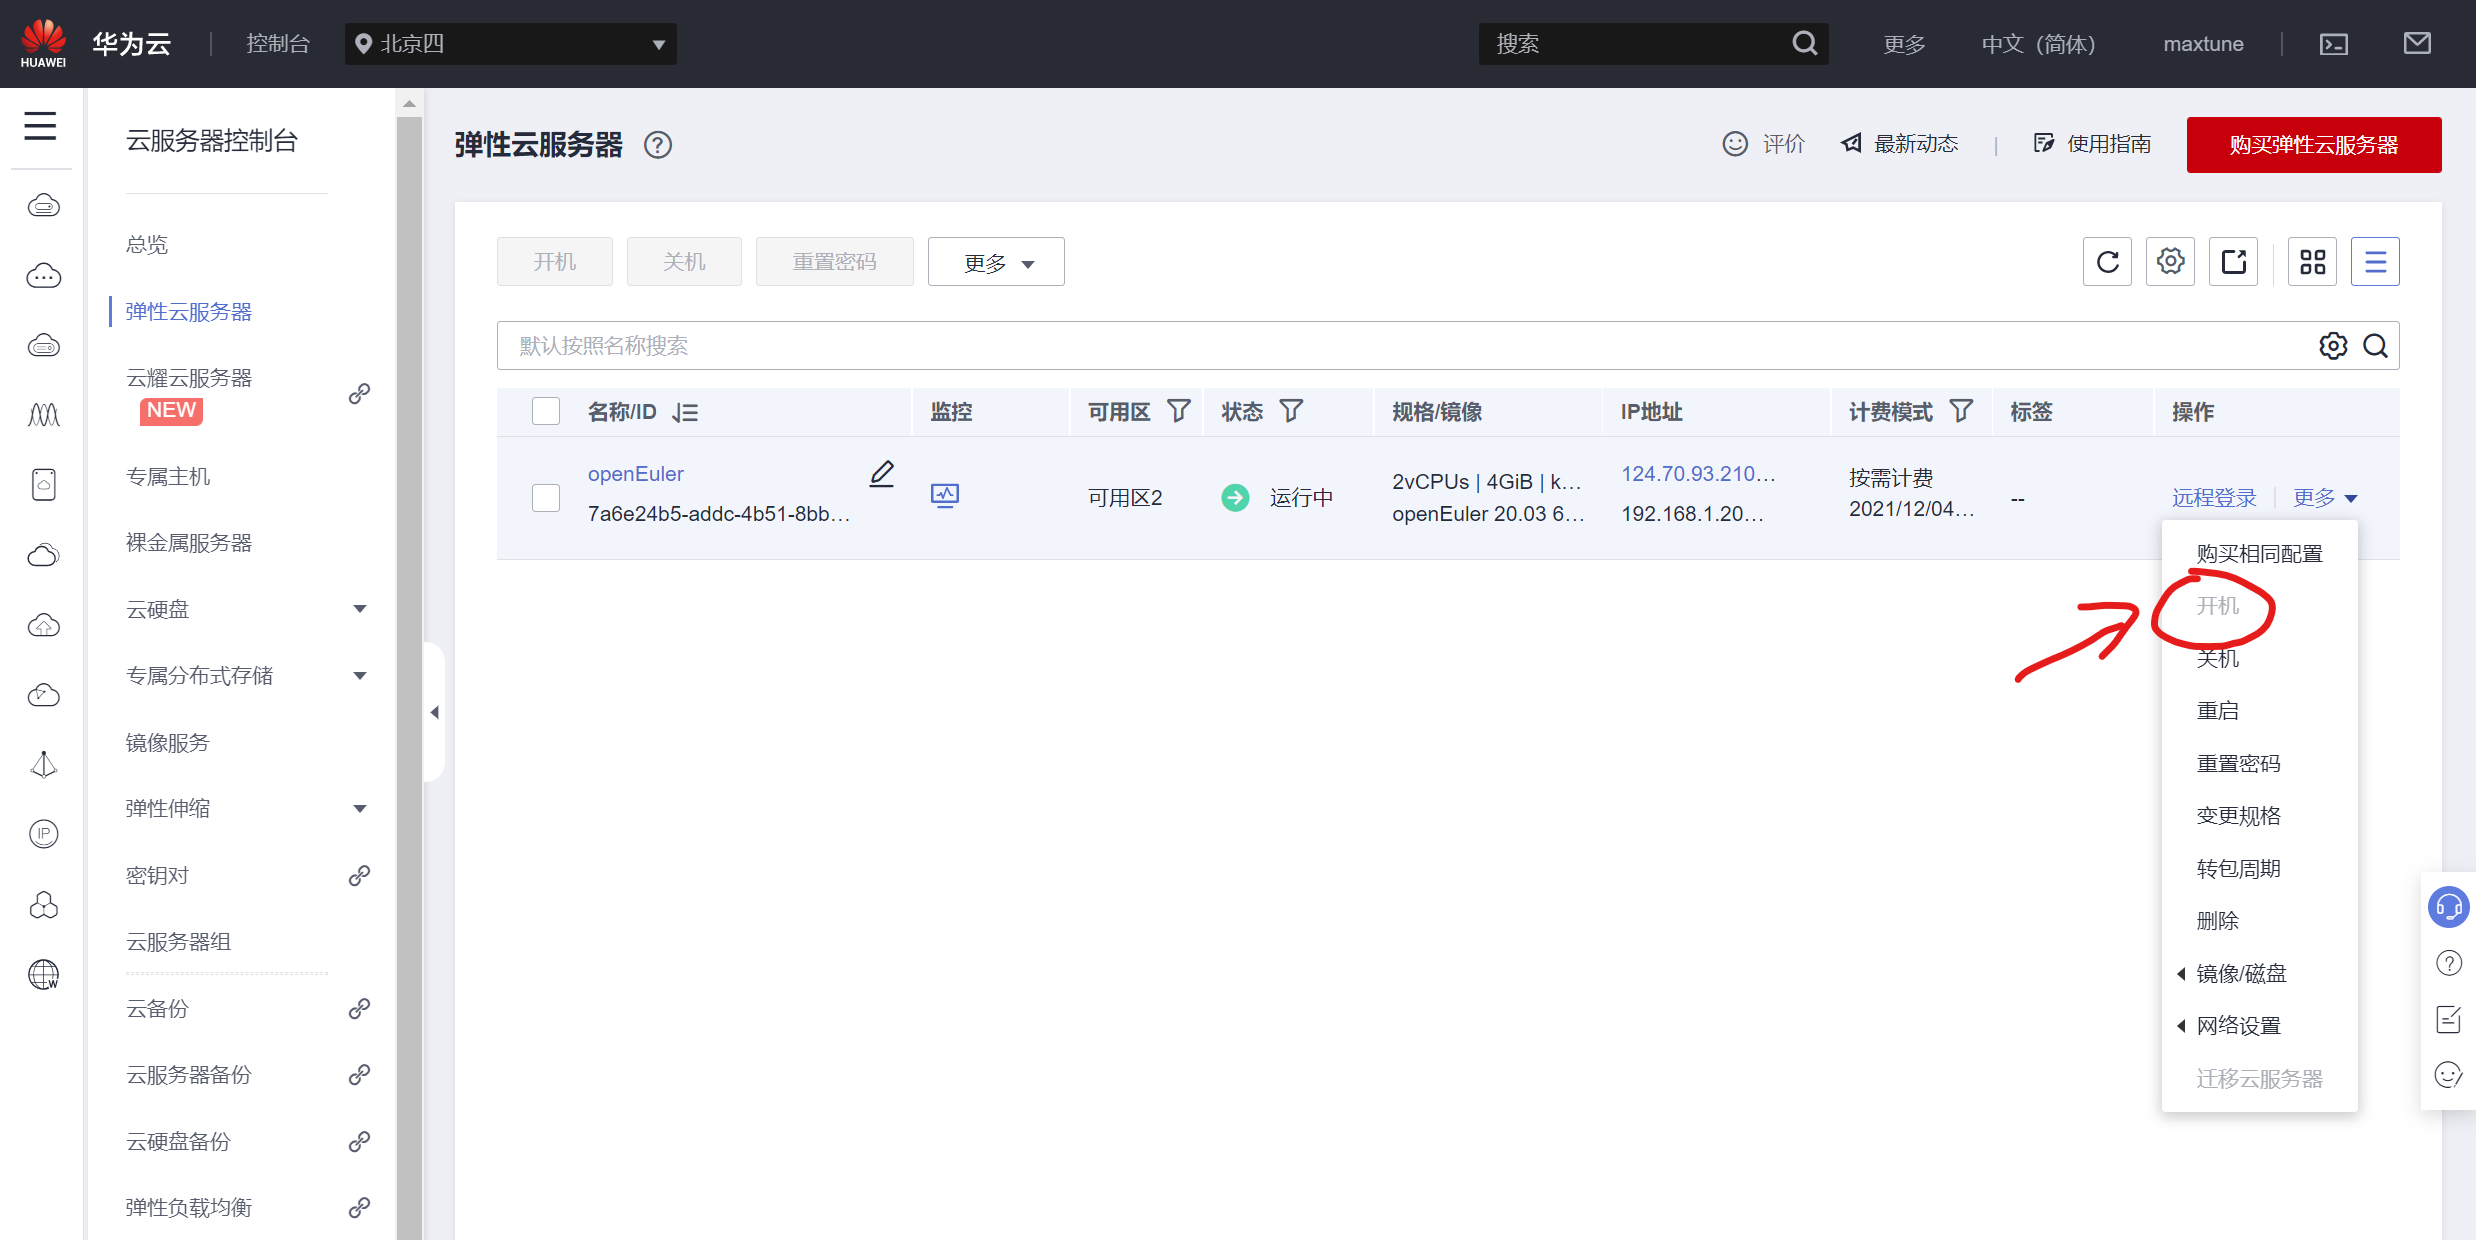 HUAWEI
华为云
控制台
北京四
搜索
更多
中文（简体）
maxtune
云服务器控制台
总览
弹性云服务器
云耀云服务器
NEW
专属主机
裸金属服务器
云硬盘
专属分布式存储
镜像服务
弹性伸缩
密钥对
云服务器组
云备份
云服务器备份
云硬盘备份
弹性负载均衡
IP
W
弹性云服务器
评价
最新动态
使用指南
购买弹性云服务器
开机
关机
重置密码
更多
默认按照名称搜索
名称/ID
监控
可用区
状态
规格/镜像
IP地址
计费模式
标签
操作
openEuler
7a6e24b5-addc-4b51-8bb...
可用区2
运行中
2vCPUs | 4GiB | k...
openEuler 20.03 6...
124.70.93.210...
192.168.1.20...
按需计费
2021/12/04...
--
远程登录
更多
购买相同配置
开机
关机
重启
重置密码
变更规格
转包周期
删除
镜像/磁盘
网络设置
迁移云服务器